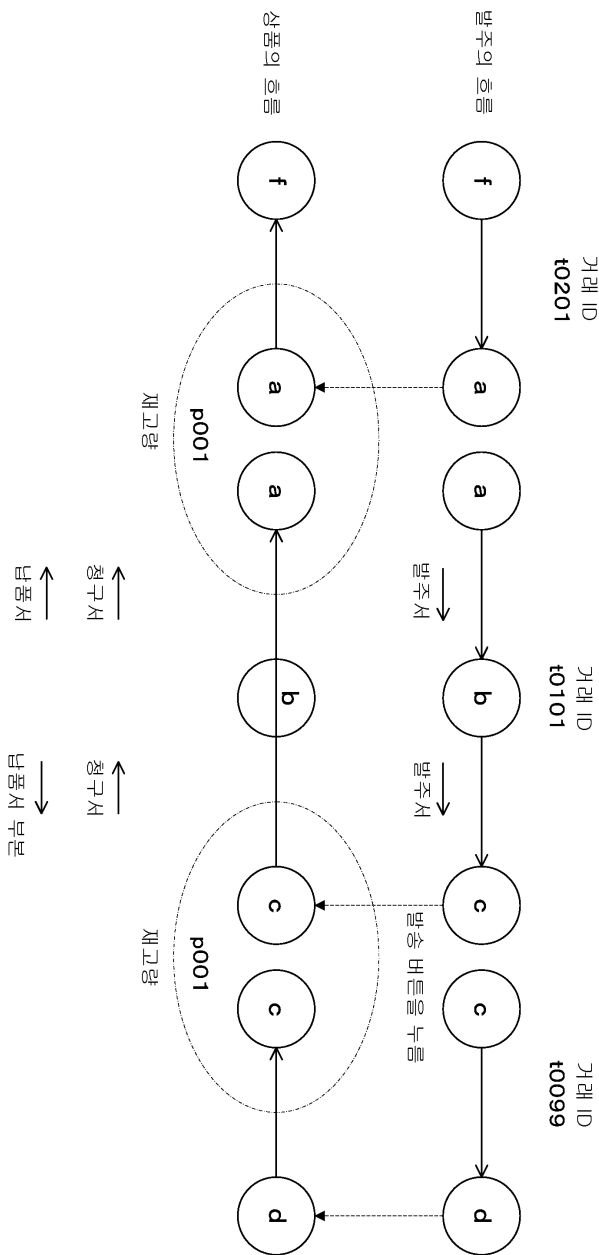 거래 ID
t0201
거래 ID
t0101
거래 ID
t0099
발주의 흐름
f
a
a
b
c
c
d
발주서
발주서
발송 버튼을 누름
상품의 흐름
f
a
a
b
c
c
d
p001
p001
재고량
재고량
청구서
청구서
납품서
납품서 부본